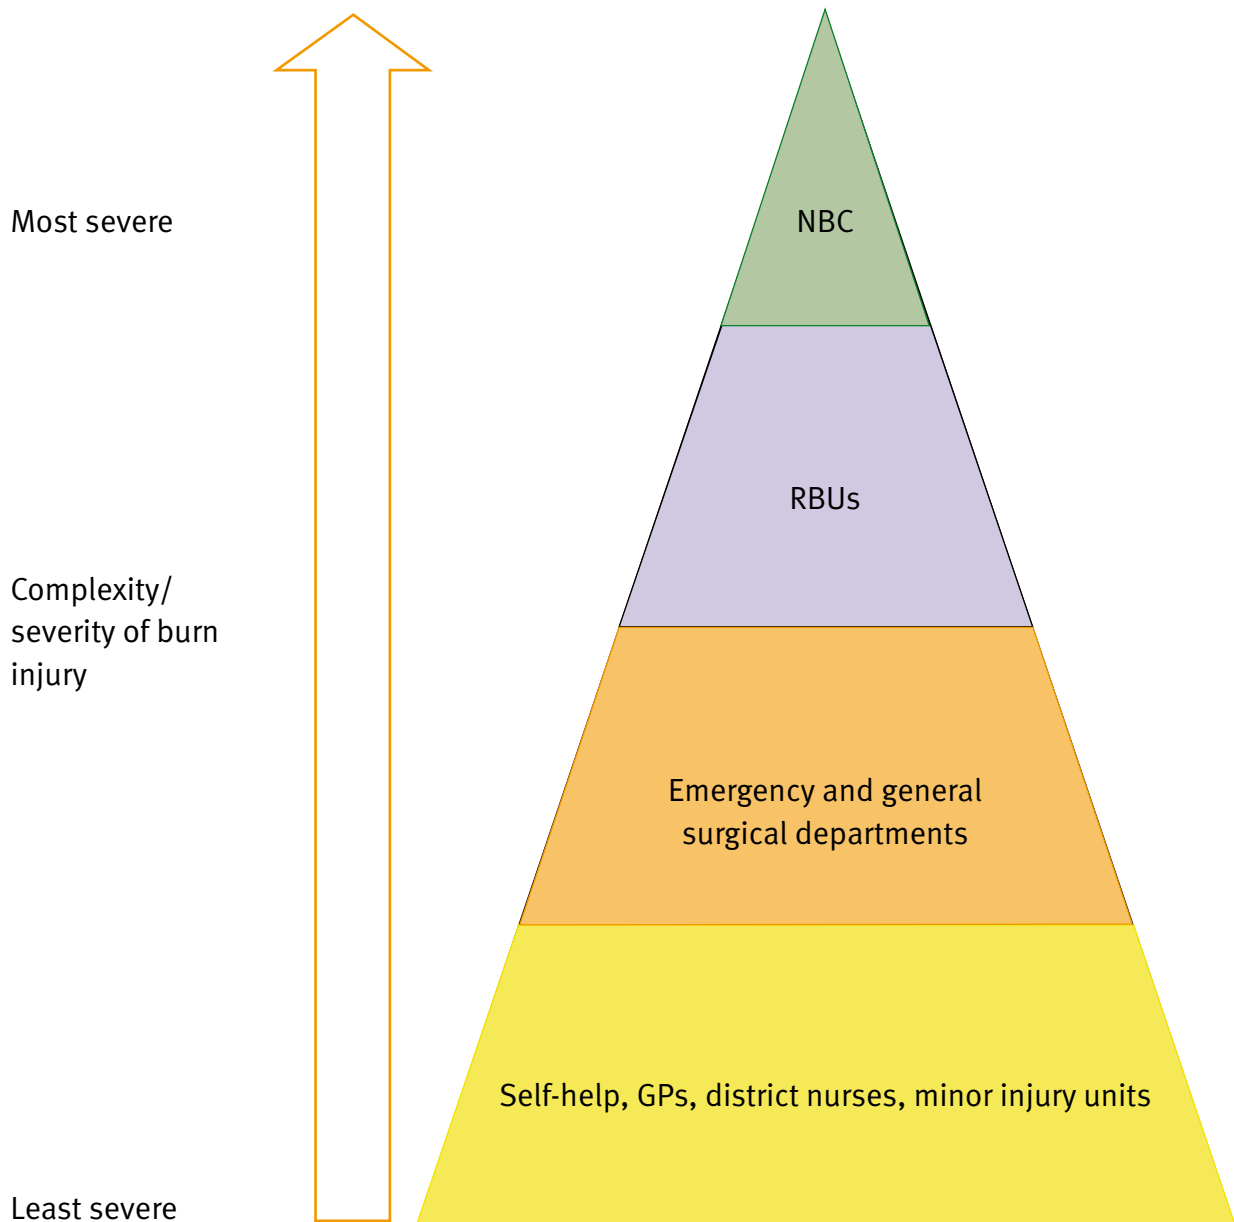 Most severe
NBC
RBUs
Complexity/
severity of burn
injury
Emergency and general
surgical departments
Self-help, GPs, district nurses, minor injury units
Least severe